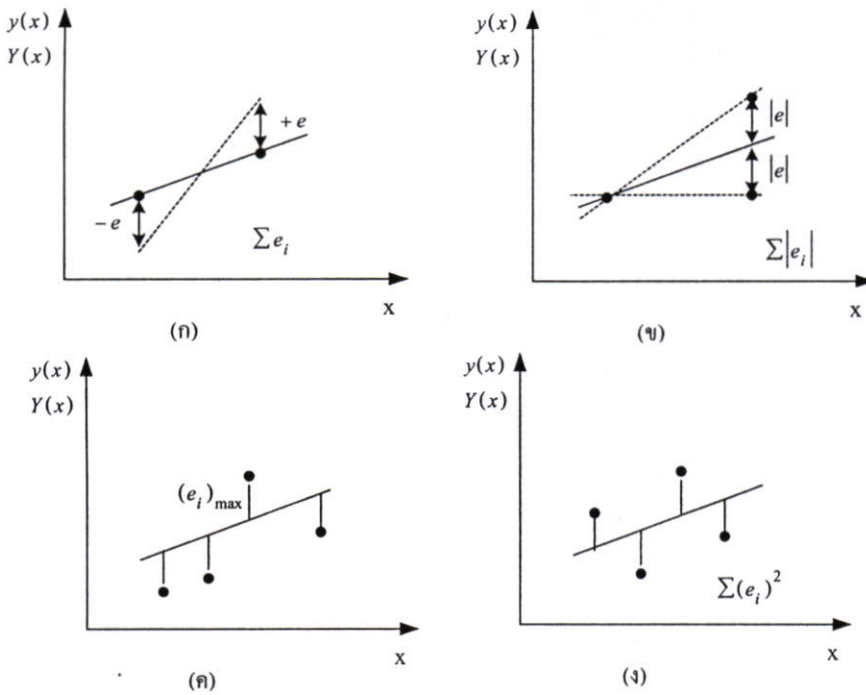 y(x)
Y(x)
+ e
− e
∑ e_i
x
(ก)
y(x)
Y(x)
|e|
|e|
∑|e_i|
x
(ข)
y(x)
Y(x)
(e_i)_max
x
(ค)
y(x)
Y(x)
∑(e_i)^2
x
(ง)